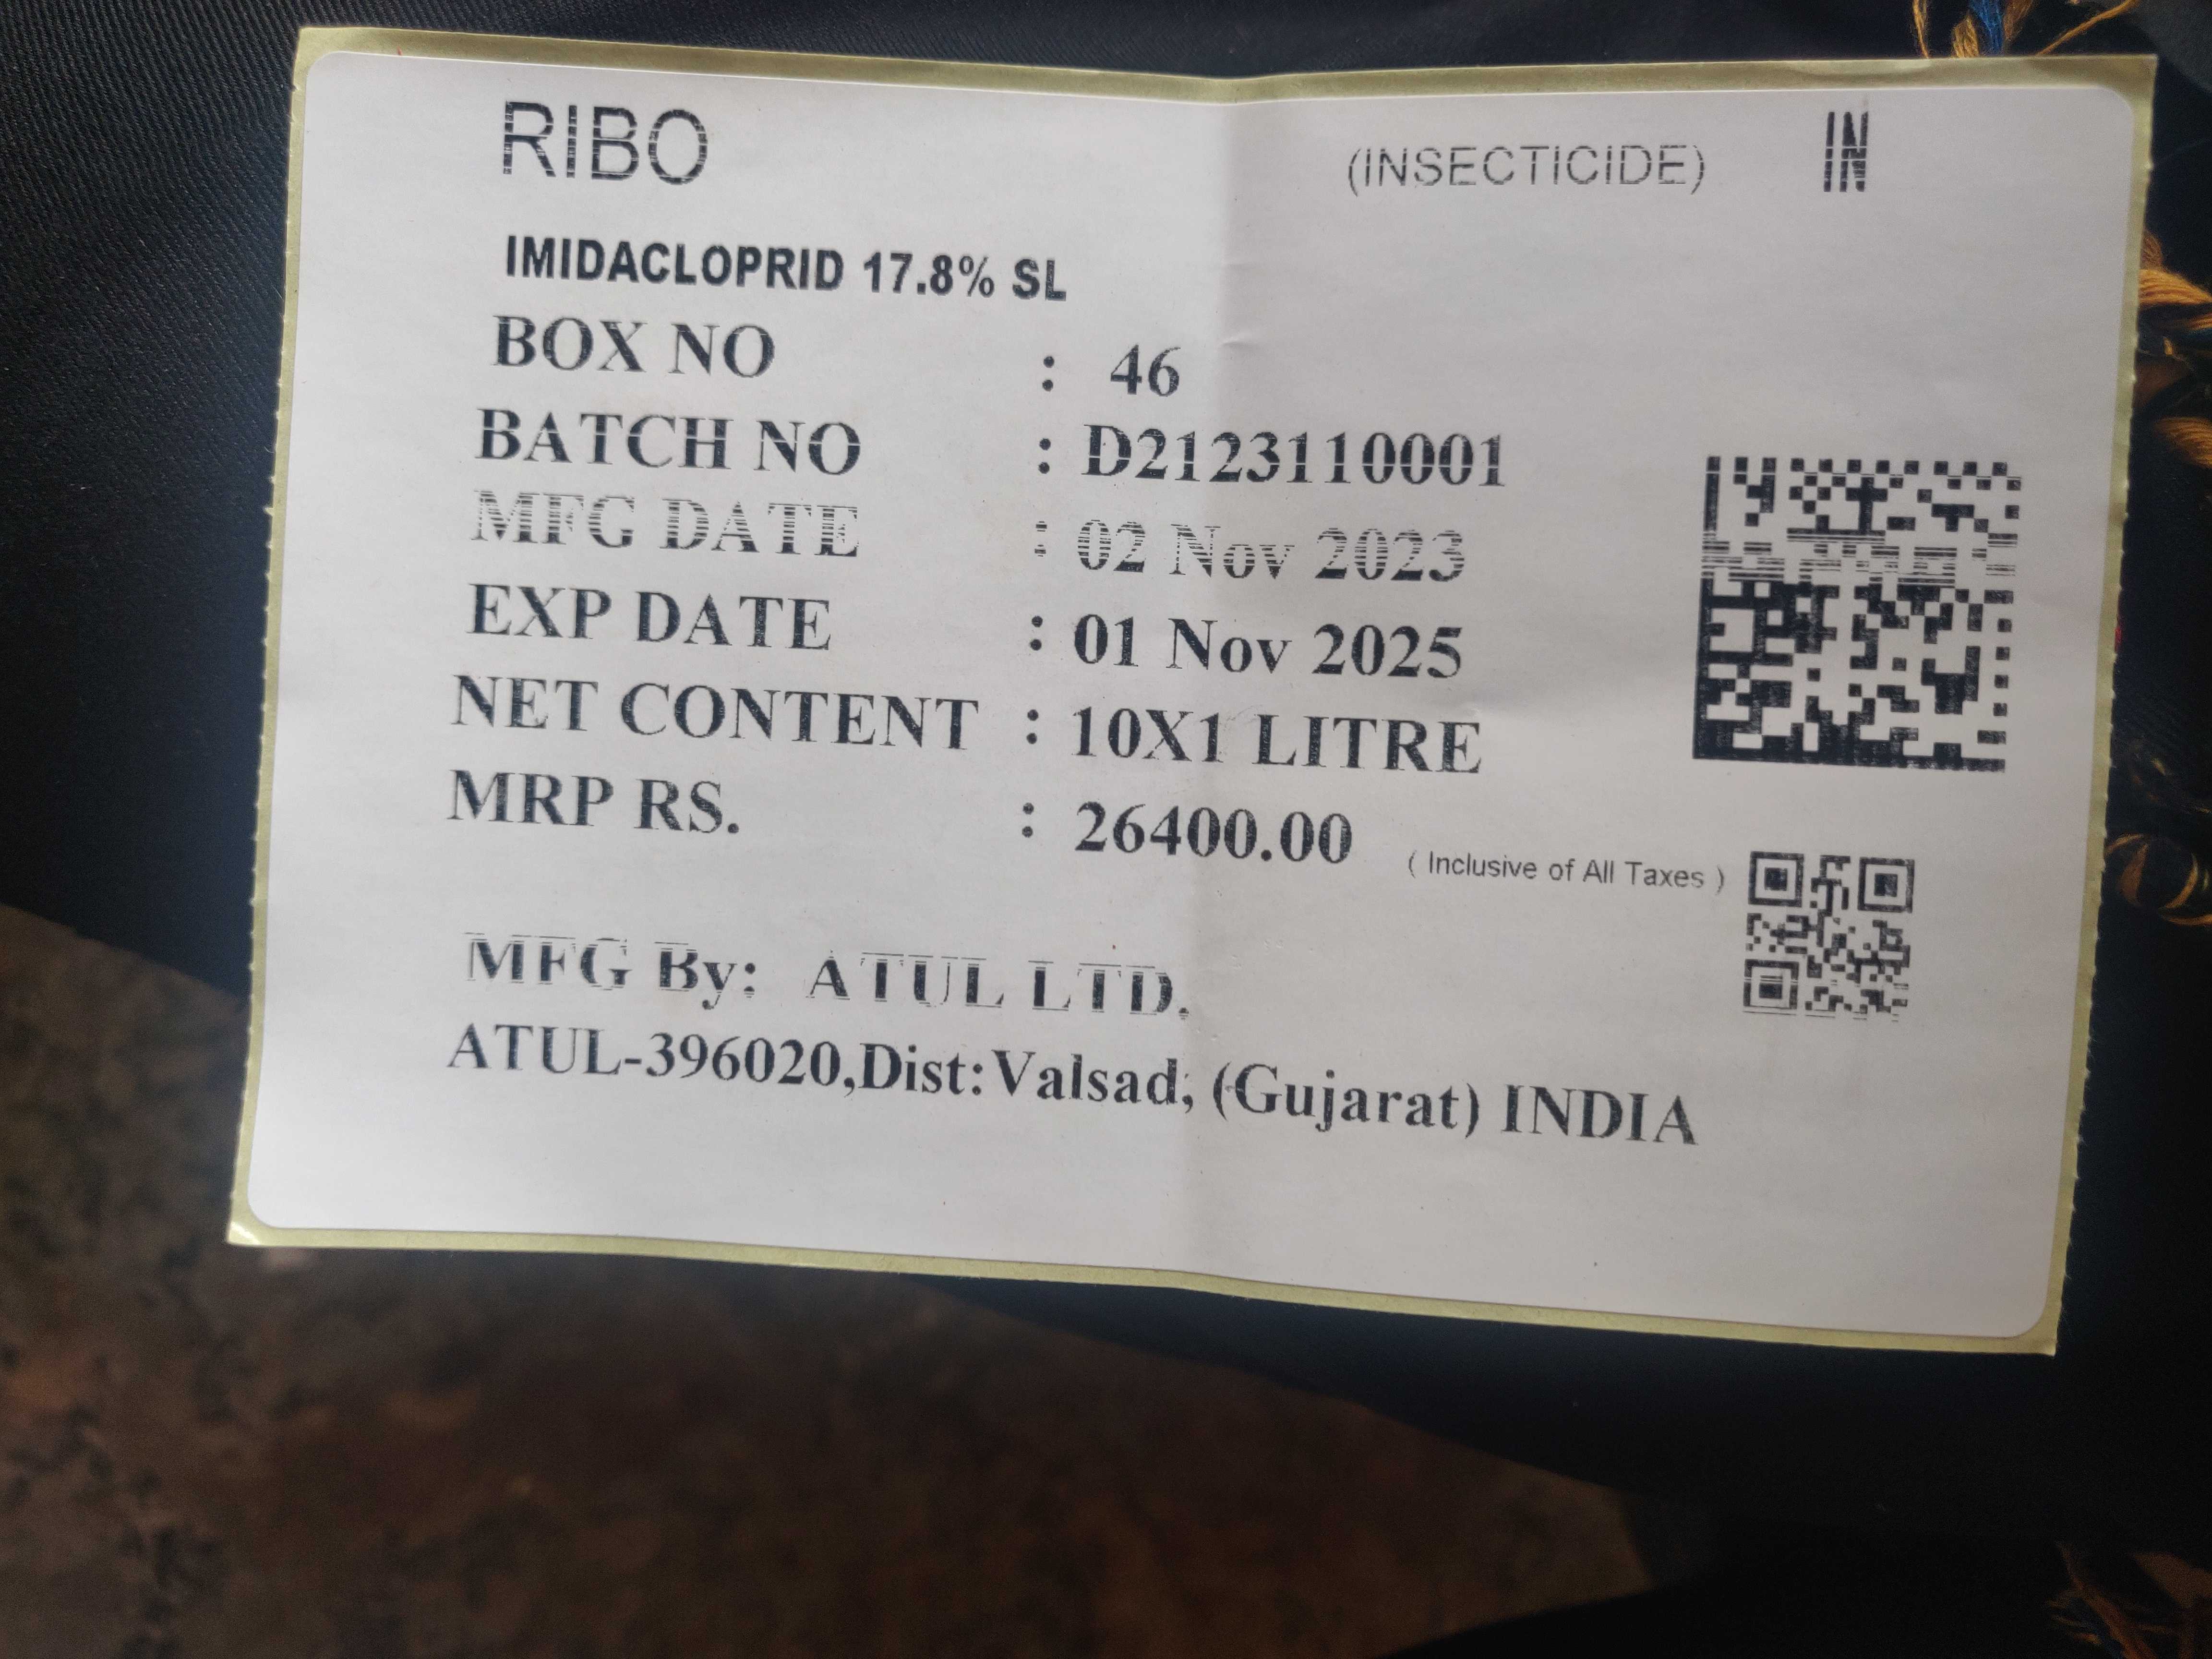 RIBO (INSECTICIDE) IN
IMIDACLOPRID 17.8% SL
BOX NO : 46
BATCH NO : D2123110001
MFG DATE : 02 Nov 2023
EXP DATE : 01 Nov 2025
NET CONTENT : 10X1 LITRE
MRP RS. : 26400.00 ( Inclusive of All Taxes )
MFG By: ATUL LTD.
ATUL-396020,Dist:Valsad, (Gujarat) INDIA